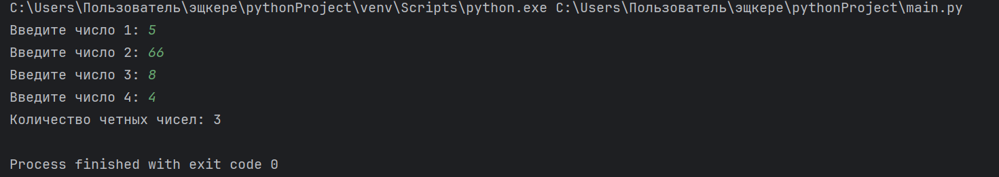 C:\Users\Пользователь\эщкере\pythonProject\venv\Scripts\python.exe C:\Users\Пользователь\эщкере\pythonProject\main.py
Введите число 1: 5
Введите число 2: 66
Введите число 3: 8
Введите число 4: 4
Количество четных чисел: 3
Process finished with exit code 0